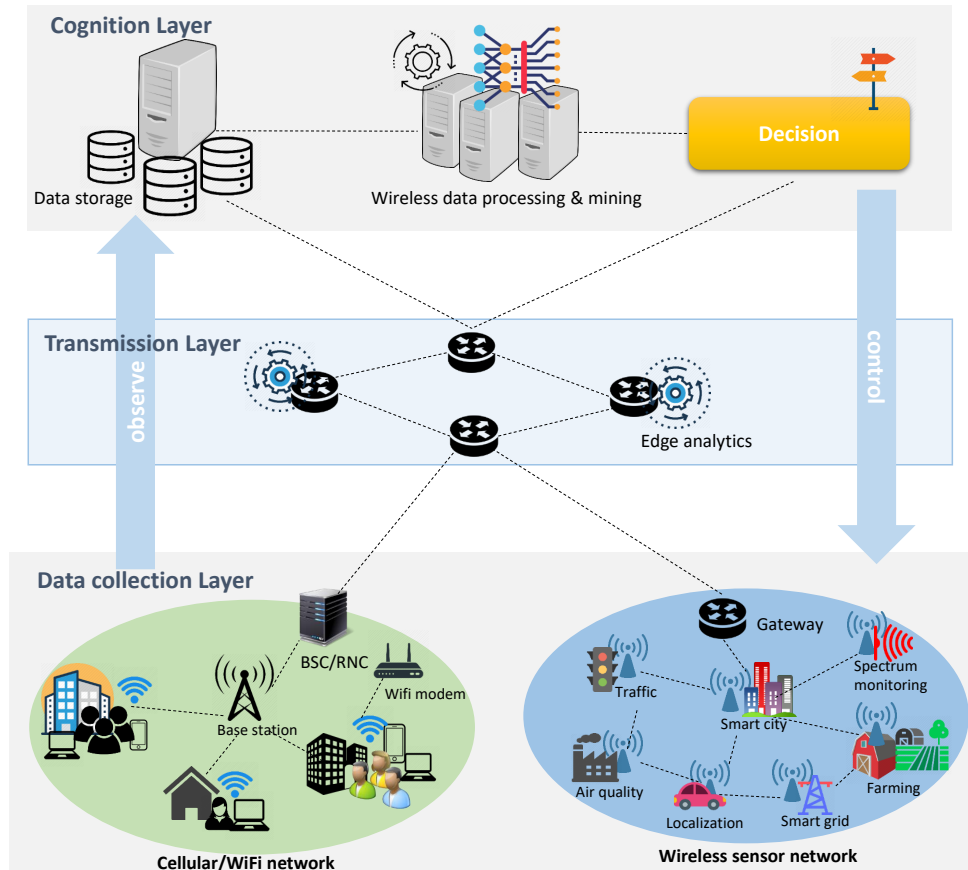 Cognition Layer
Data storage
Wireless data processing & mining
Decision
observe
control
Transmission Layer
Edge analytics
Data collection Layer
BSC/RNC
Wifi modem
Base station
Cellular/WiFi network
Gateway
Traffic
Spectrum
monitoring
Smart city
Air quality
Localization
Smart grid
Farming
Wireless sensor network